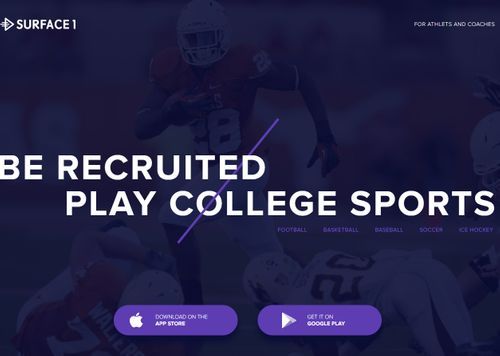 SURFACE 1
FOR ATHLETS AND COACHES
28
BE RECRUITED
PLAY COLLEGE SPORTS
FOOTBALL BASKETBALL BASEBALL SOCCER ICE HOCKEY
DOWNLOAD ON THE
APP STORE
GET IT ON
GOOGLE PLAY